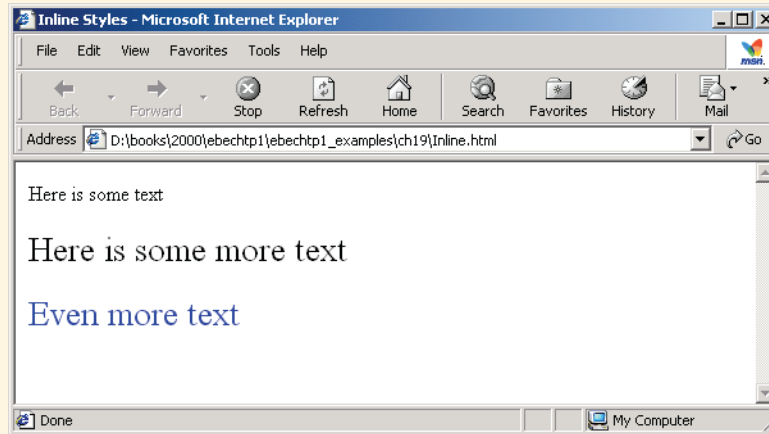 Inline Styles - Microsoft Internet Explorer
File Edit View Favorites Tools Help
msn.
Back Forward Stop Refresh Home Search Favorites History Mail »
Address D:\books\2000\ebechtp1\ebechtp1_examples\ch19\Inline.html Go
Here is some text
Here is some more text
Even more text
Done My Computer